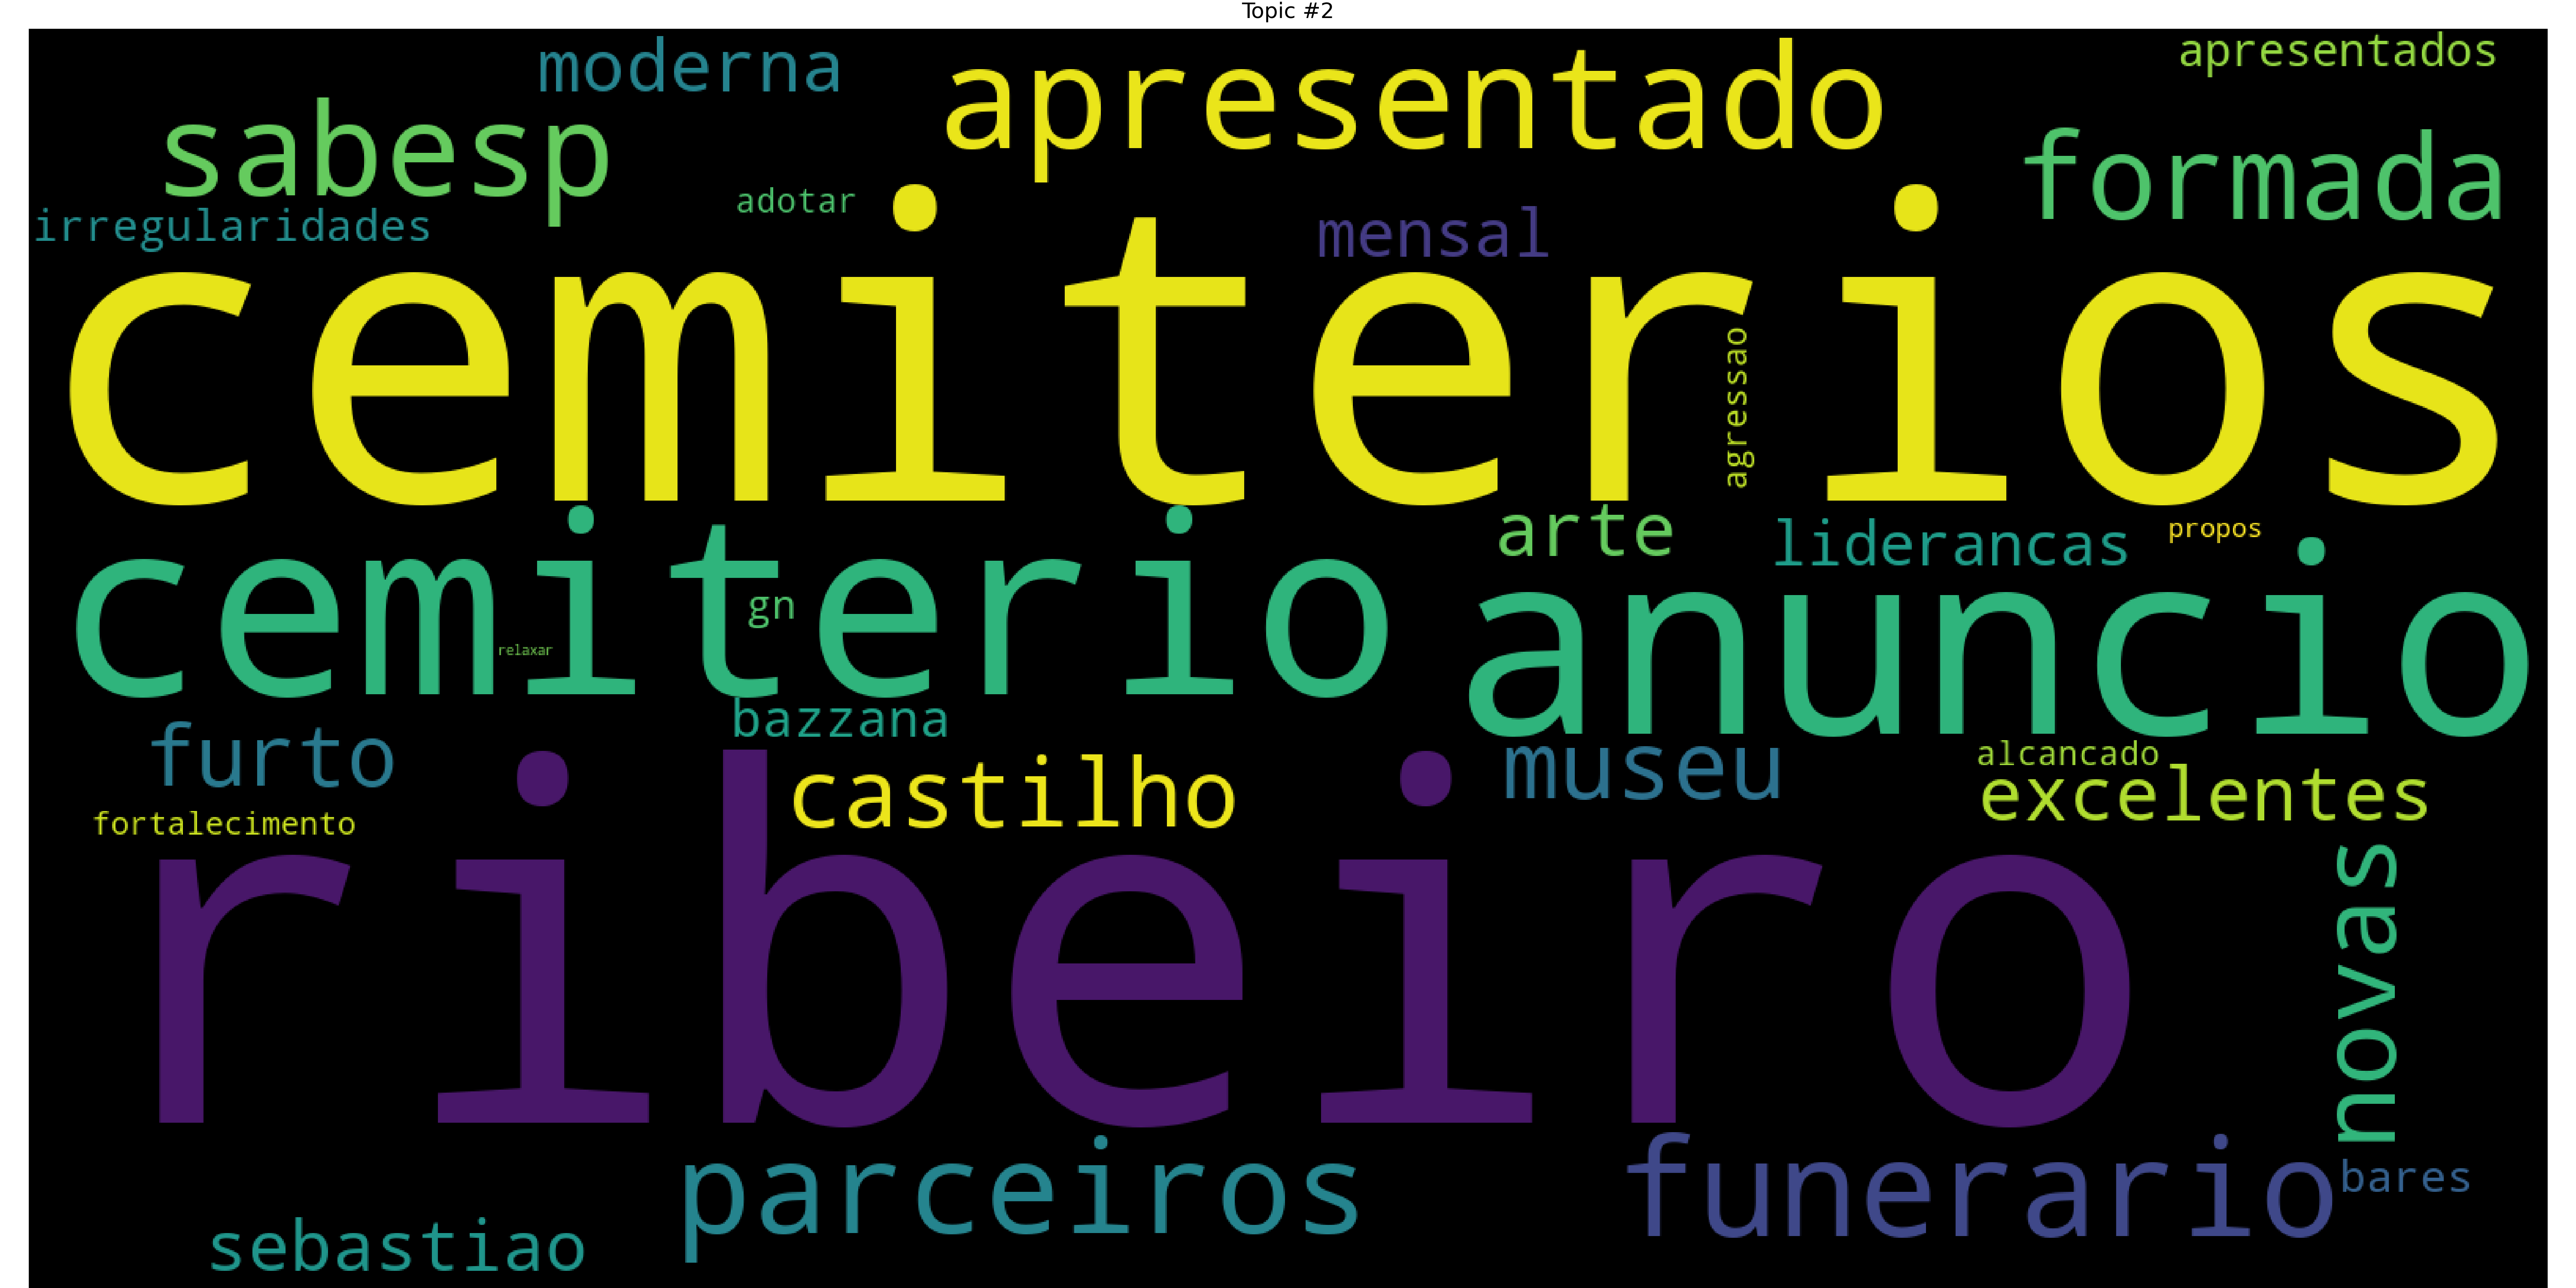 Topic #2
moderna
apresentado
apresentados
sabesp
formada
adotar
irregularidades
mensal
cemiterios
agressao
arte
liderancas
propos
cemiterio
gn
anuncio
relaxar
bazzana
furto
castilho
museu
alcancado
excelentes
fortalecimento
ribeiro
novas
parceiros
funerario
bares
sebastiao